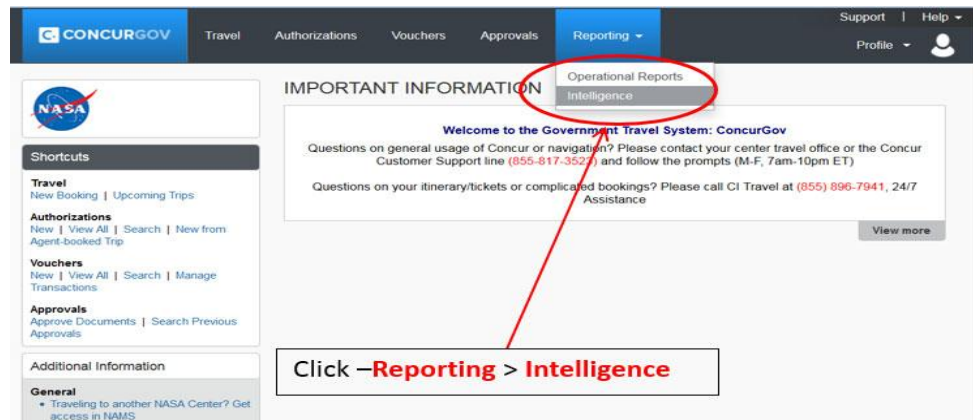 Support | Help
CONCURGOV
Travel
Authorizations
Vouchers
Approvals
Reporting
Profile
Operational Reports
Intelligence
NASA
IMPORTANT INFORMATION
Welcome to the Government Travel System: ConcurGov
Questions on general usage of Concur or navigation? Please contact your center travel office or the Concur
Customer Support line (855-817-3523) and follow the prompts (M-F, 7am-10pm ET)
Questions on your itinerary/tickets or complicated bookings? Please call CI Travel at (855) 896-7941, 24/7
Assistance
View more
Shortcuts
Travel
New Booking | Upcoming Trips
Authorizations
New | View All | Search | New from
Agent-booked Trip
Vouchers
New | View All | Search | Manage
Transactions
Approvals
Approve Documents | Search Previous
Approvals
Additional Information
General
• Traveling to another NASA Center? Get
access in NAMS
Click –Reporting > Intelligence